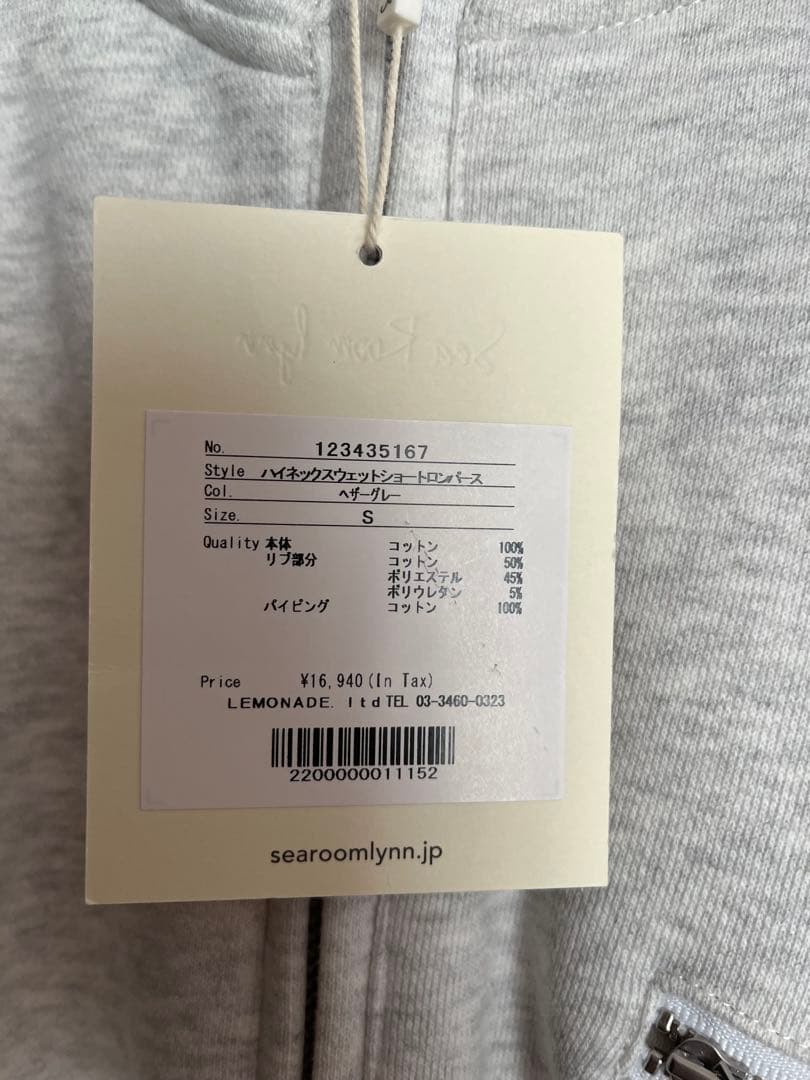 Sea Room lynn
No. 123435167
Style ハイネックスウェットショートロンパース
Col. ヘザーグレー
Size. S
Quality 本体 コットン 100%
リブ部分 コットン 50%
ポリエステル 45%
ポリウレタン 5%
パイピング コットン 100%
Price ¥16,940(In Tax)
LEMONADE. ltd TEL 03-3460-0323
2200000011152
searoomlynn.jp